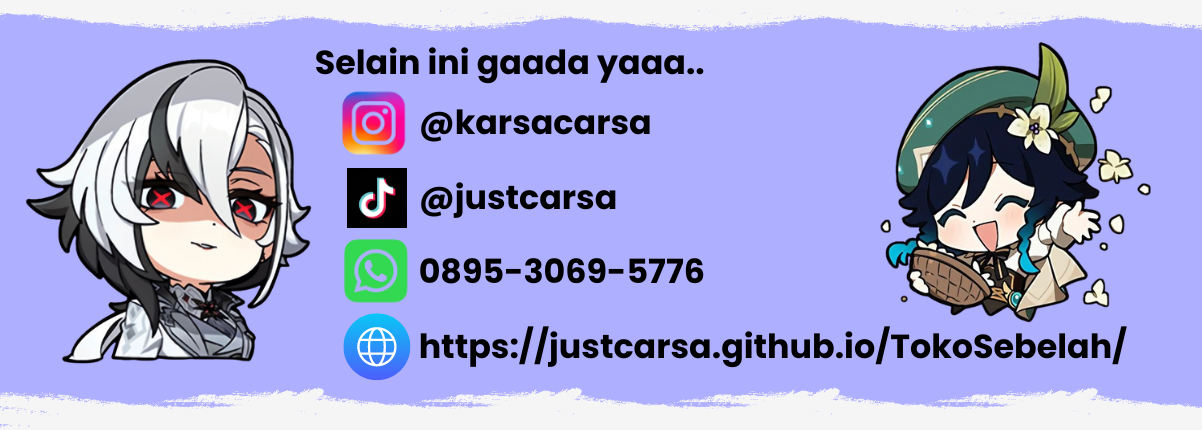 Selain ini gaada yaaa..
@karsacarsa
@justcarsa
0895-3069-5776
https://justcarsa.github.io/TokoSebelah/